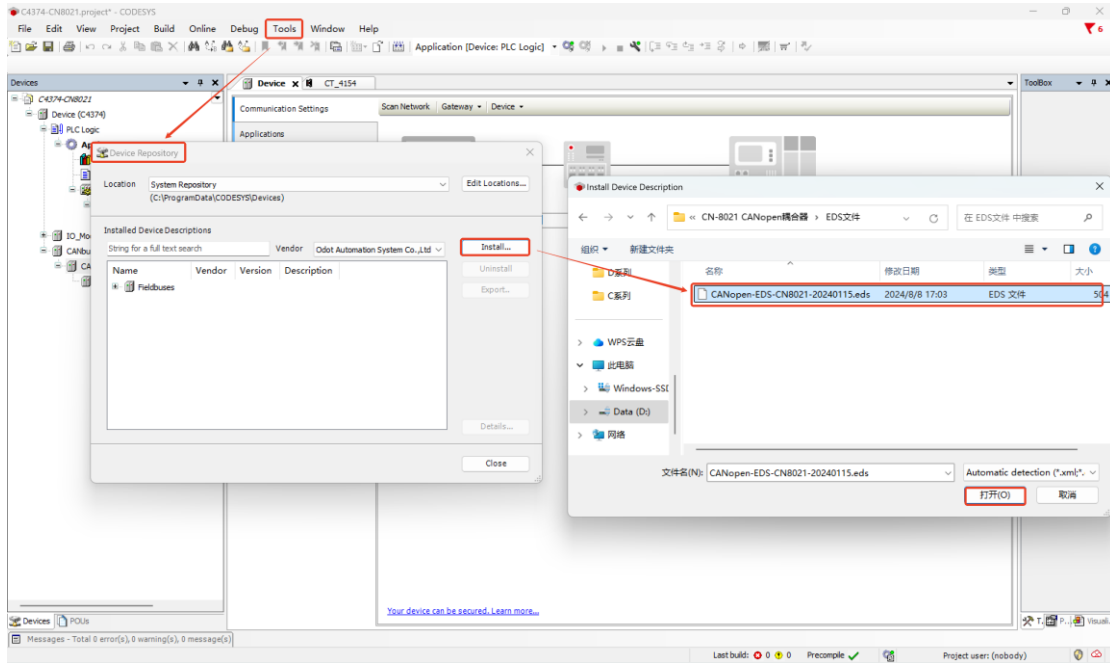 C4374-CN8021.project* - CODESYS
File Edit View Project Build Online Debug Tools Window Help
6
Application [Device: PLC Logic]
Devices
Device
CT_4154
ToolBox
C4374-CN8021
Device (C4374)
PLC Logic
IO_Mo
CANbu
CA
Communication Settings
Applications
Scan Network Gateway Device
Device Repository
Location System Repository Edit Locations...
(C:\ProgramData\CODESYS\Devices)
Installed Device Descriptions
String for a full text search Vendor Odot Automation System Co.,Ltd Install...
Uninstall
Export...
Name Vendor Version Description
Fieldbuses
Details...
Close
Install Device Description
« CN-8021 CANopen耦合器 › EDS文件
在 EDS文件 中搜索
组织 新建文件夹
D系列
C系列
WPS云盘
此电脑
Windows-SSD
Data (D:)
网络
名称 修改日期 类型 大小
CANopen-EDS-CN8021-20240115.eds 2024/8/8 17:03 EDS 文件 504
文件名(N): CANopen-EDS-CN8021-20240115.eds Automatic detection (*.xml;*.
打开(O) 取消
Your device can be secured. Learn more...
Devices POUs
T. P... Visuali.
Messages - Total 0 error(s), 0 warning(s), 0 message(s)
Last build: 0 0 Precompile Project user: (nobody)